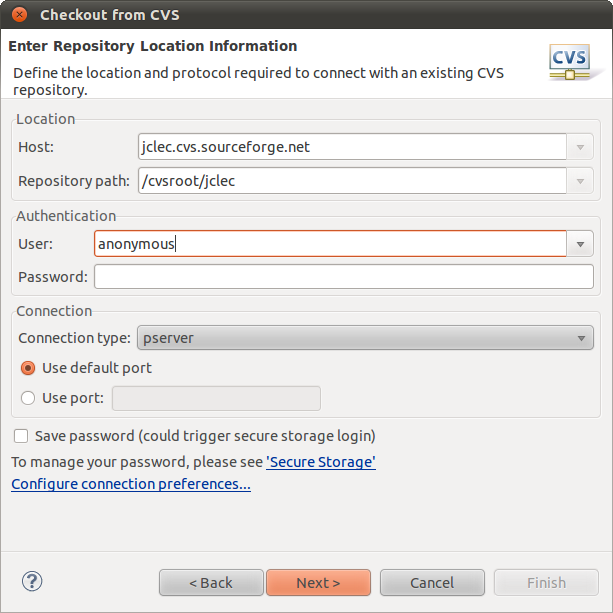 Checkout from CVS
Enter Repository Location Information
Define the location and protocol required to connect with an existing CVS
repository.
CVS
Location
Host: jclec.cvs.sourceforge.net
Repository path: /cvsroot/jclec
Authentication
User: anonymous
Password:
Connection
Connection type: pserver
Use default port
Use port:
Save password (could trigger secure storage login)
To manage your password, please see 'Secure Storage'
Configure connection preferences...
? < Back Next > Cancel Finish